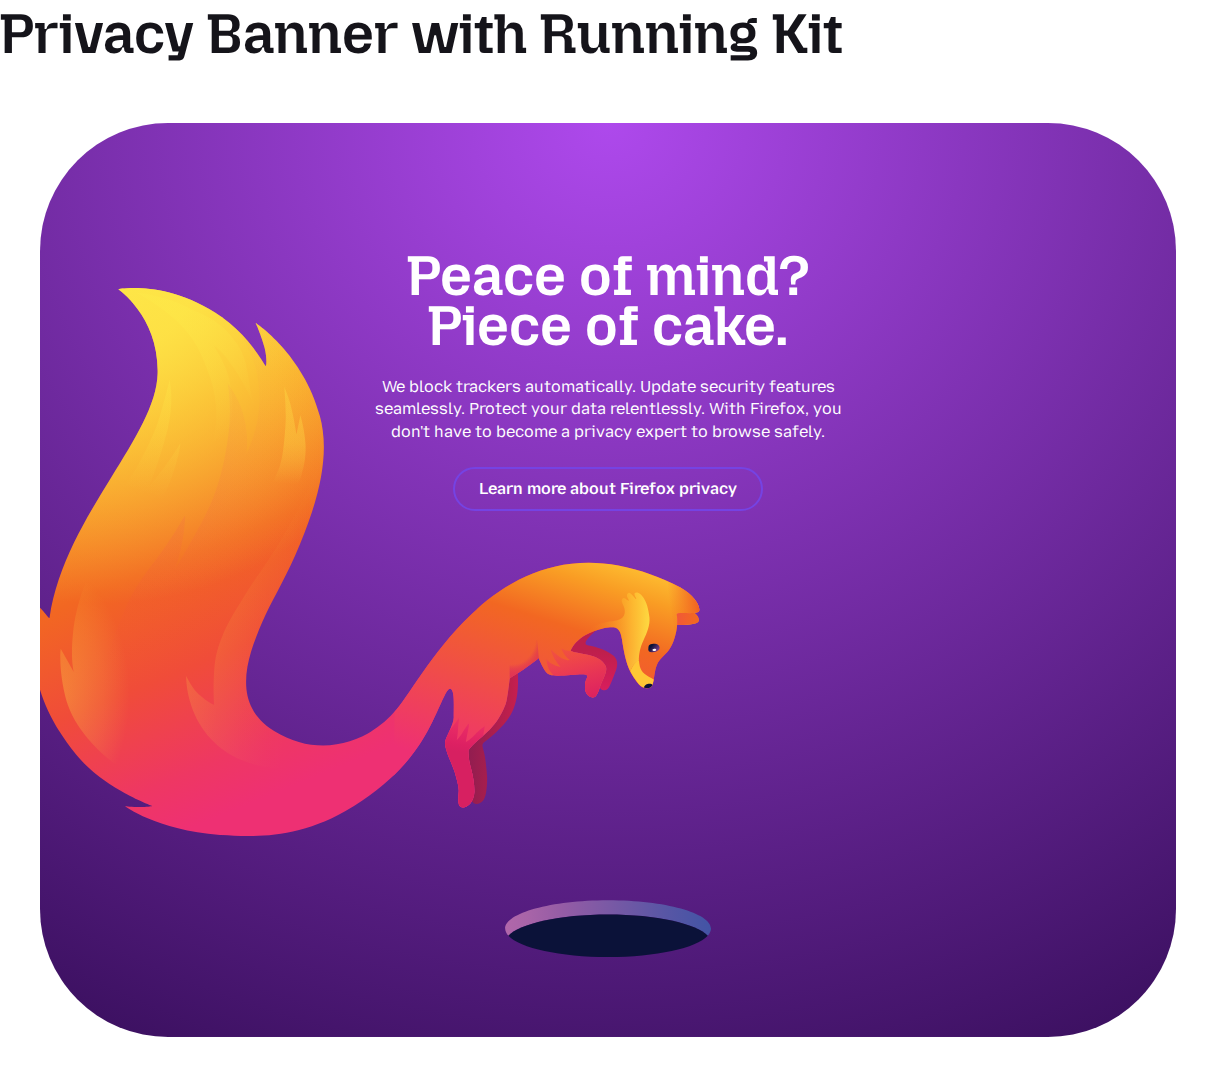 Privacy Banner with Running Kit
Peace of mind?
Piece of cake.
We block trackers automatically. Update security features
seamlessly. Protect your data relentlessly. With Firefox, you
don't have to become a privacy expert to browse safely.
Learn more about Firefox privacy